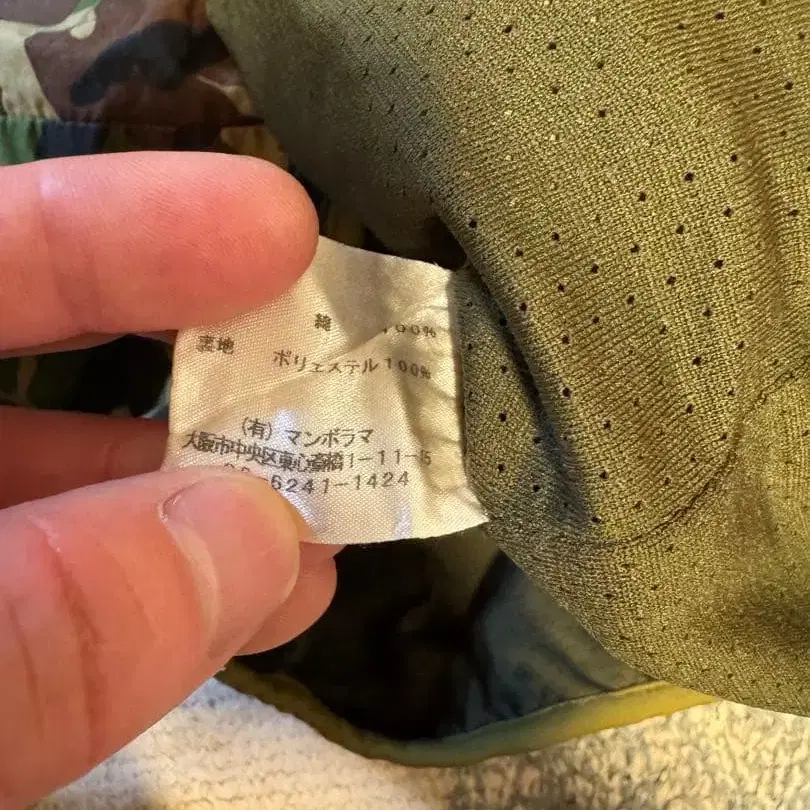 綿 100%
裏地 ポリェステル100%
(有) マンボラマ
大阪市中央区東心斎橋1-11-5
6241-1424